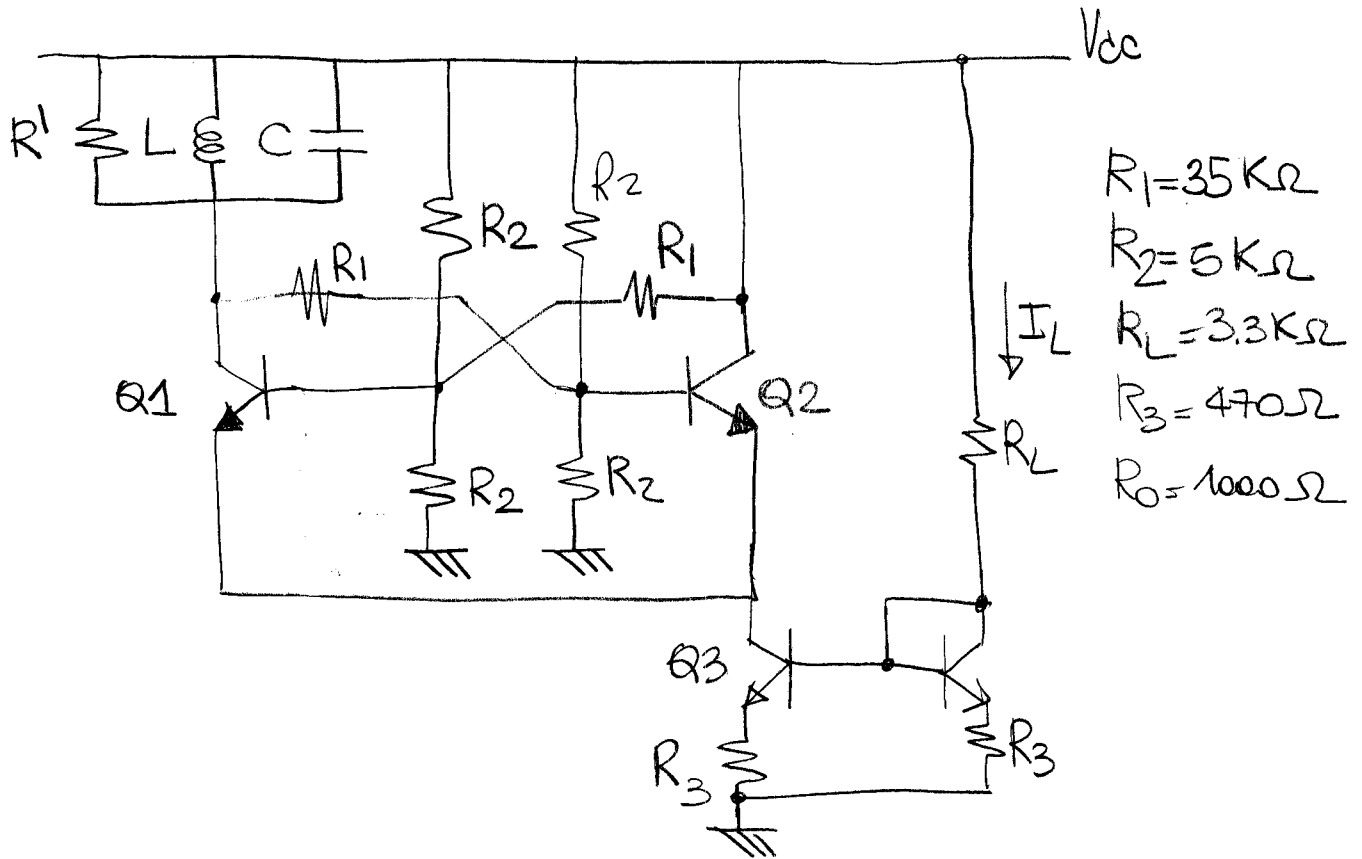 Vcc
R' L C
R2
R2
R1
R1
R1=35KΩ
R2=5KΩ
RL=3.3KΩ
R3=470Ω
R0=1000Ω
IL
Q1
Q2
RL
R2
R2
Q3
R3
R3